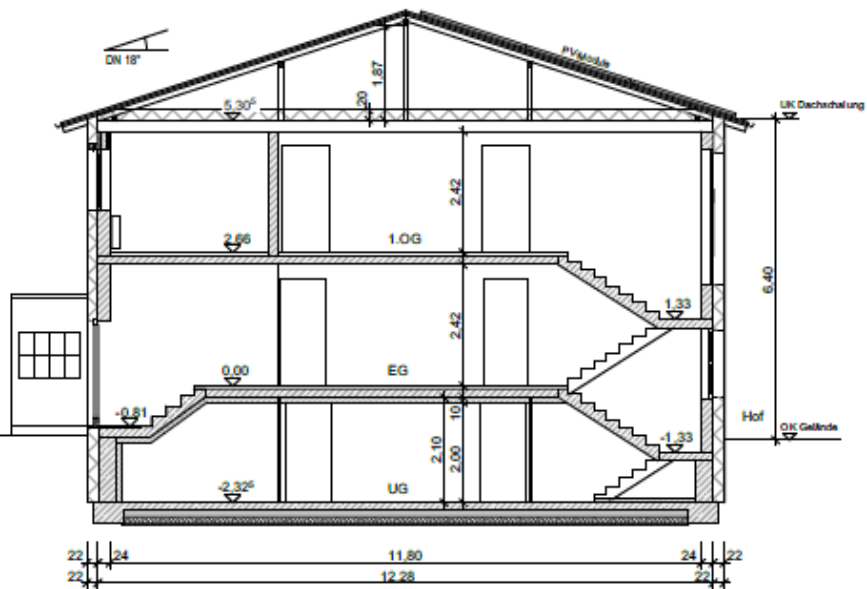 DN 18°
PV-Module
1,87
20
5,30⁵
UK Dachschalung
2,42
2,66
1.OG
6,40
1,33
2,42
0,00
EG
-0,81
10
Hof
OK Gelände
-1,33
2,10
2,00
-2,32⁵
UG
22 24 11,80 24 22
22 12,28 22